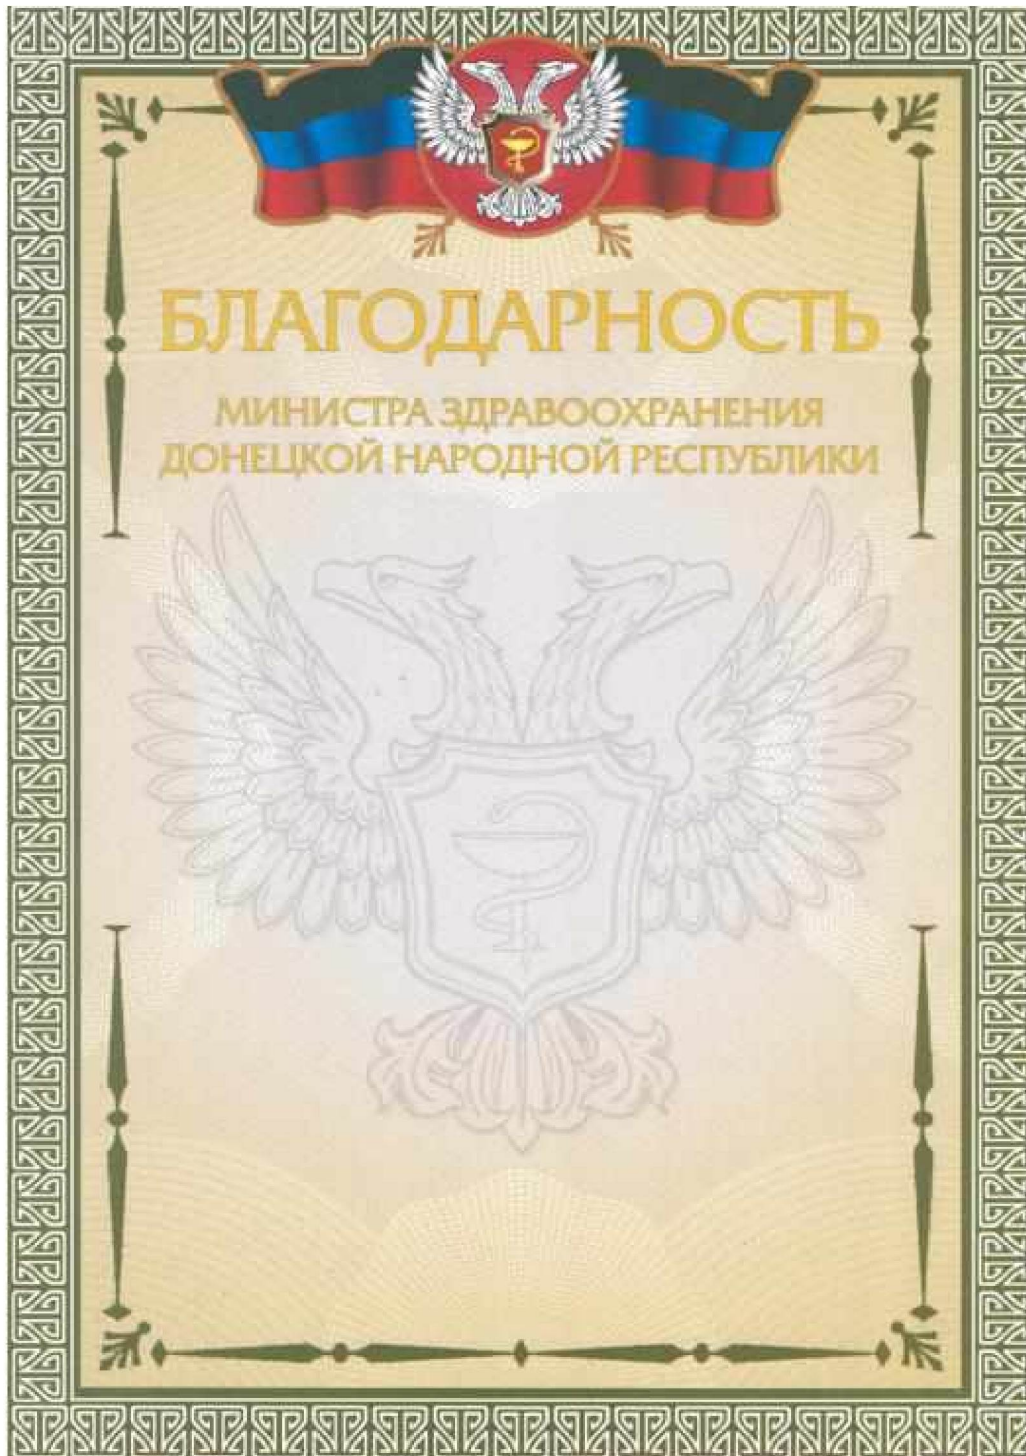 БЛАГОДАРНОСТЬ
МИНИСТРА ЗДРАВООХРАНЕНИЯ
ДОНЕЦКОЙ НАРОДНОЙ РЕСПУБЛИКИ